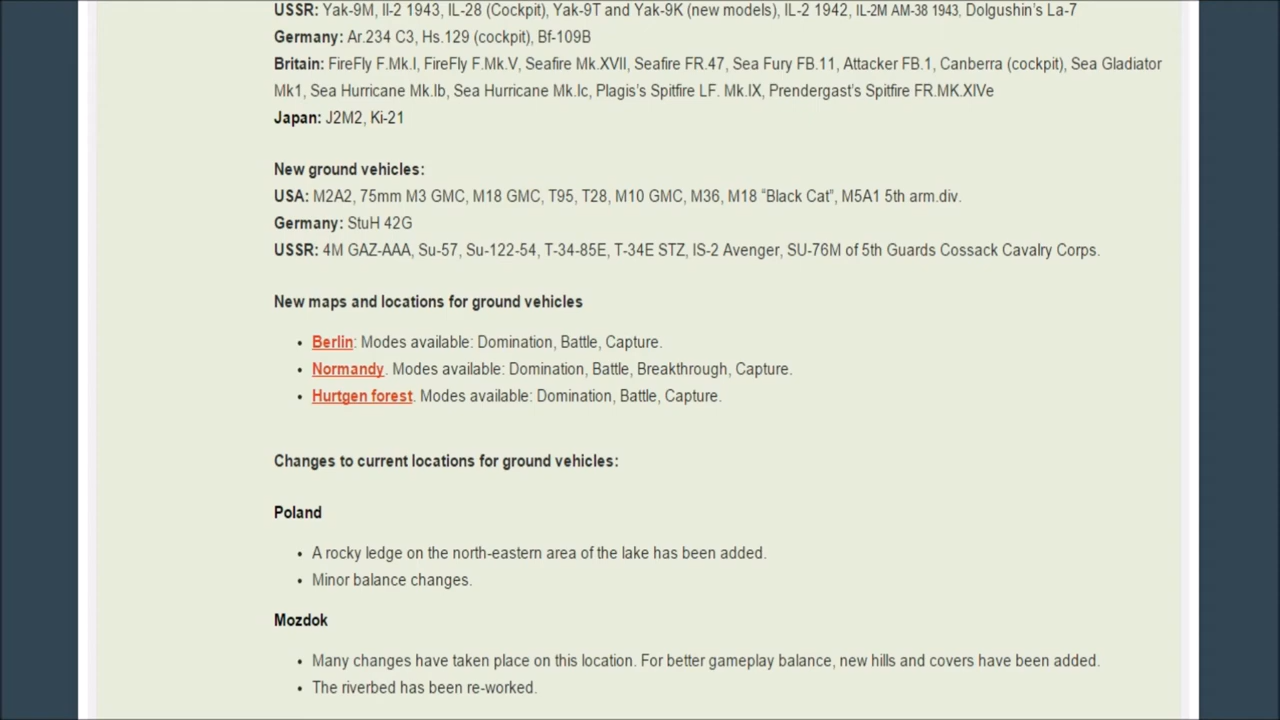 USSR: Yak-9M, Il-2 1943, IL-28 (Cockpit), Yak-9T and Yak-9K (new models), IL-2 1942, IL-2M AM-38 1943, Dolgushin's La-7
Germany: Ar.234 C3, Hs.129 (cockpit), Bf-109B
Britain: FireFly F.Mk.I, FireFly F.Mk.V, Seafire Mk.XVII, Seafire FR.47, Sea Fury FB.11, Attacker FB.1, Canberra (cockpit), Sea Gladiator
Mk1, Sea Hurricane Mk.Ib, Sea Hurricane Mk.Ic, Plagis's Spitfire LF. Mk.IX, Prendergast's Spitfire FR.MK.XIVe
Japan: J2M2, Ki-21
New ground vehicles:
USA: M2A2, 75mm M3 GMC, M18 GMC, T95, T28, M10 GMC, M36, M18 “Black Cat”, M5A1 5th arm.div.
Germany: StuH 42G
USSR: 4M GAZ-AAA, Su-57, Su-122-54, T-34-85E, T-34E STZ, IS-2 Avenger, SU-76M of 5th Guards Cossack Cavalry Corps.
New maps and locations for ground vehicles
• Berlin: Modes available: Domination, Battle, Capture.
• Normandy. Modes available: Domination, Battle, Breakthrough, Capture.
• Hurtgen forest. Modes available: Domination, Battle, Capture.
Changes to current locations for ground vehicles:
Poland
• A rocky ledge on the north-eastern area of the lake has been added.
• Minor balance changes.
Mozdok
• Many changes have taken place on this location. For better gameplay balance, new hills and covers have been added.
• The riverbed has been re-worked.